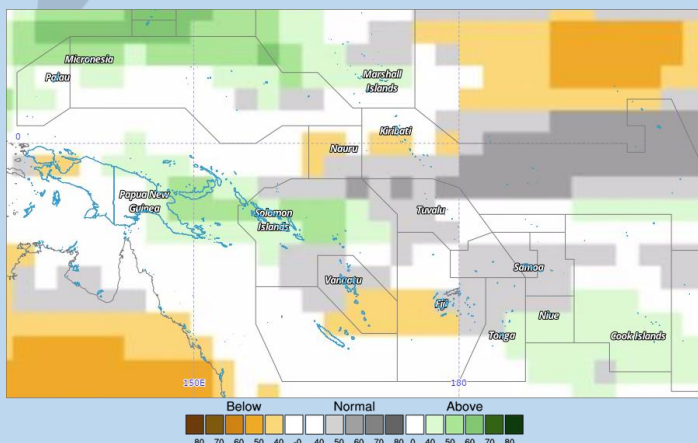 Micronesia
Palau
Marshall
Islands
0
Kiribati
Nauru
Papua New
Guinea
Solomon
Islands
Tuvalu
Samoa
Vanuatu
Fiji
Niue
Tonga
Cook Islands
150E
180
Below Normal Above
80 70 60 50 40 -0 40 50 60 70 80 0 40 50 60 70 80